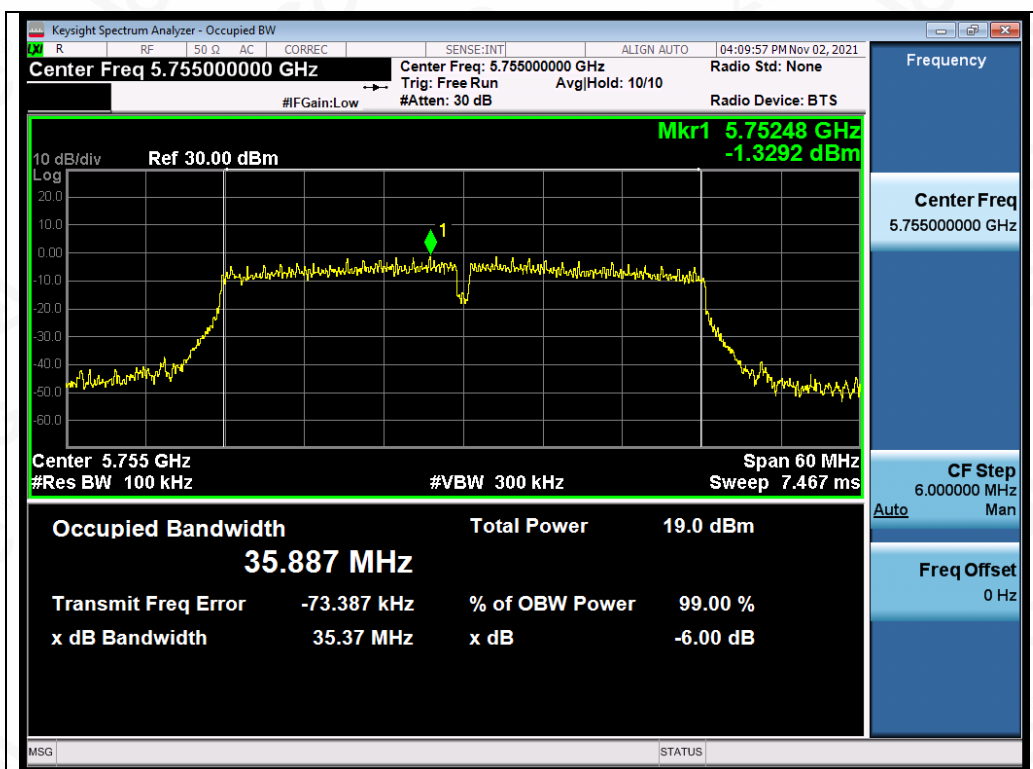 Keysight Spectrum Analyzer - Occupied BW
LXI R RF 50 Ω AC CORREC SENSE:INT ALIGN AUTO 04:09:57 PM Nov 02, 2021
Center Freq 5.755000000 GHz
Center Freq: 5.755000000 GHz Radio Std: None
Trig: Free Run Avg|Hold: 10/10
#IFGain:Low #Atten: 30 dB Radio Device: BTS
Mkr1 5.75248 GHz
-1.3292 dBm
10 dB/div Ref 30.00 dBm
Log
20.0
10.0
0.00
-10.0
-20.0
-30.0
-40.0
-50.0
-60.0
1
Center 5.755 GHz Span 60 MHz
#Res BW 100 kHz #VBW 300 kHz Sweep 7.467 ms
Occupied Bandwidth Total Power 19.0 dBm
35.887 MHz
Transmit Freq Error -73.387 kHz % of OBW Power 99.00 %
x dB Bandwidth 35.37 MHz x dB -6.00 dB
Frequency
Center Freq
5.755000000 GHz
CF Step
6.000000 MHz
Auto Man
Freq Offset
0 Hz
MSG STATUS